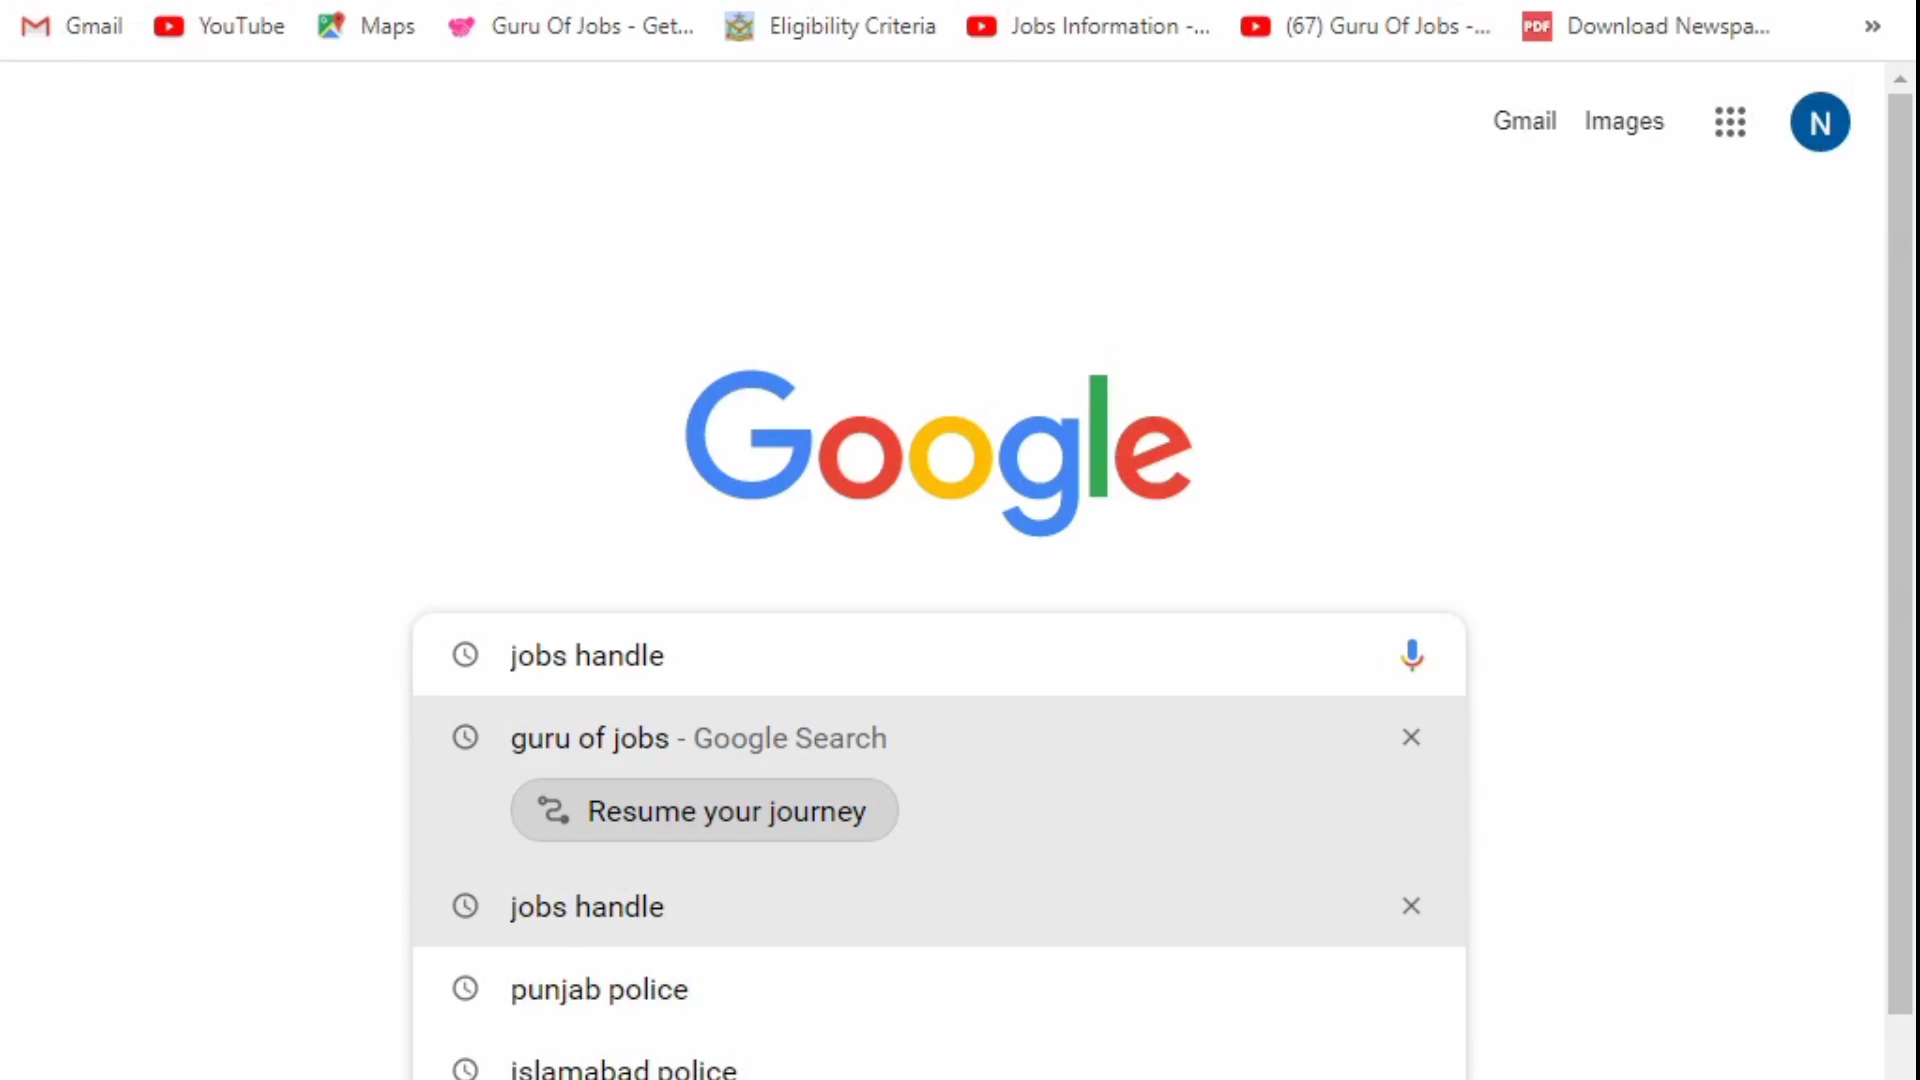 Gmail YouTube Maps Guru Of Jobs - Get... Eligibility Criteria Jobs Information -... (67) Guru Of Jobs -... PDF Download Newspa... »
Gmail Images N
Google
jobs handle
guru of jobs - Google Search
Resume your journey
jobs handle
punjab police
islamabad police